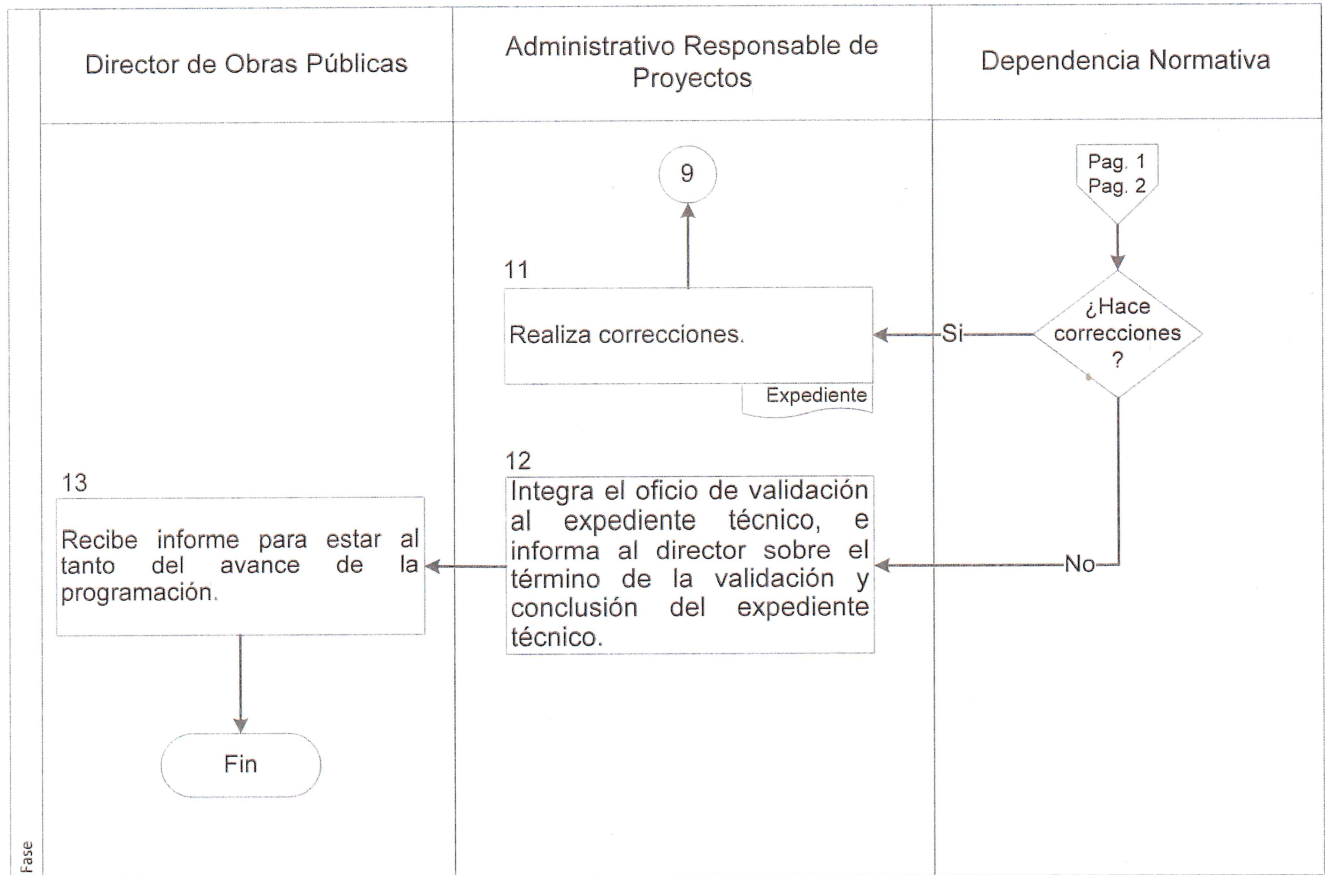 Director de Obras Públicas
Administrativo Responsable de
Proyectos
Dependencia Normativa
Pag. 1
Pag. 2
9
11
Realiza correcciones.
Expediente
Si
¿Hace
correcciones
?
12
Integra el oficio de validación
al expediente técnico, e
informa al director sobre el
término de la validación y
conclusión del expediente
técnico.
No
13
Recibe informe para estar al
tanto del avance de la
programación.
Fin
Fase